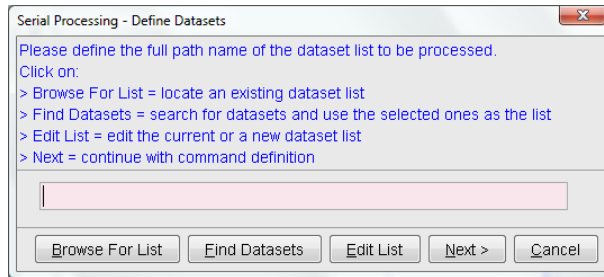 Serial Processing - Define Datasets
Please define the full path name of the dataset list to be processed.
Click on:
> Browse For List = locate an existing dataset list
> Find Datasets = search for datasets and use the selected ones as the list
> Edit List = edit the current or a new dataset list
> Next = continue with command definition
Browse For List Find Datasets Edit List Next > Cancel